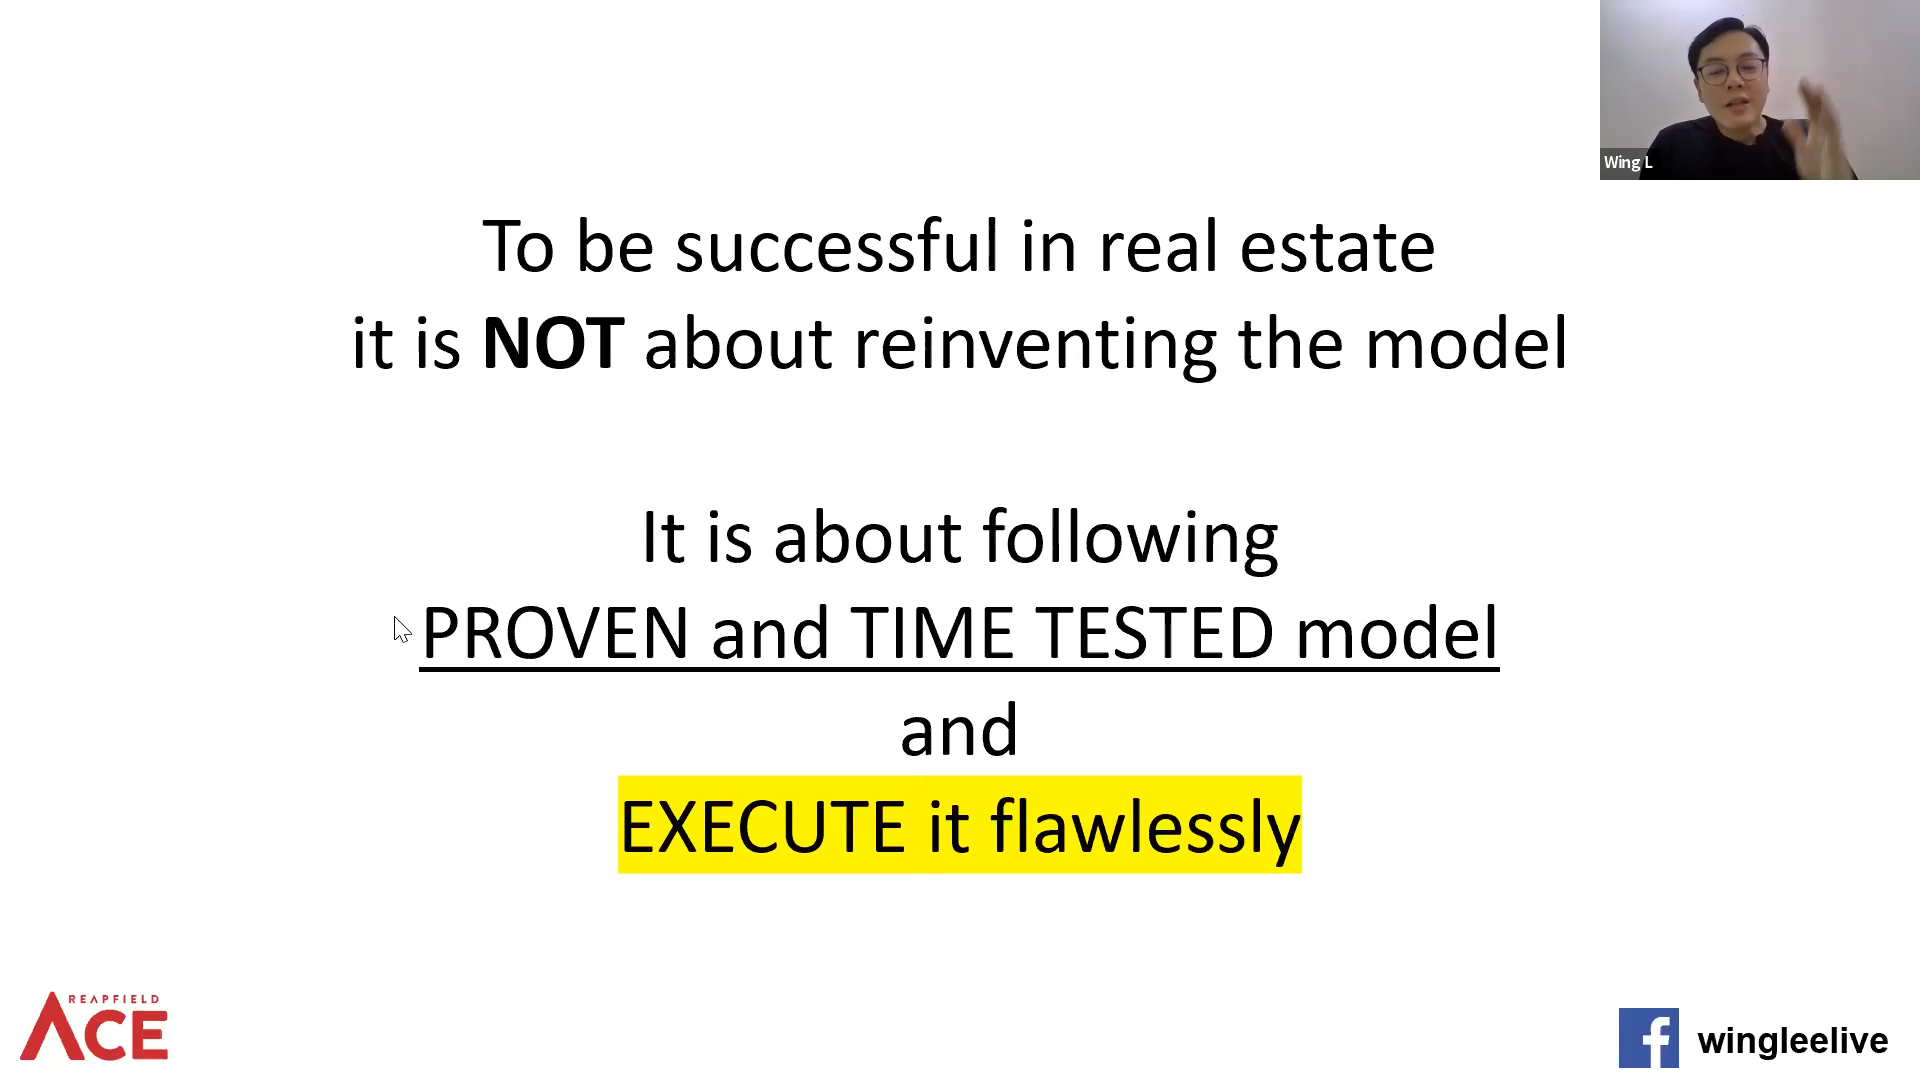 Wing L
To be successful in real estate
it is NOT about reinventing the model
It is about following
PROVEN and TIME TESTED model
and
EXECUTE it flawlessly
REAPFIELD
ACE
f wingleelive